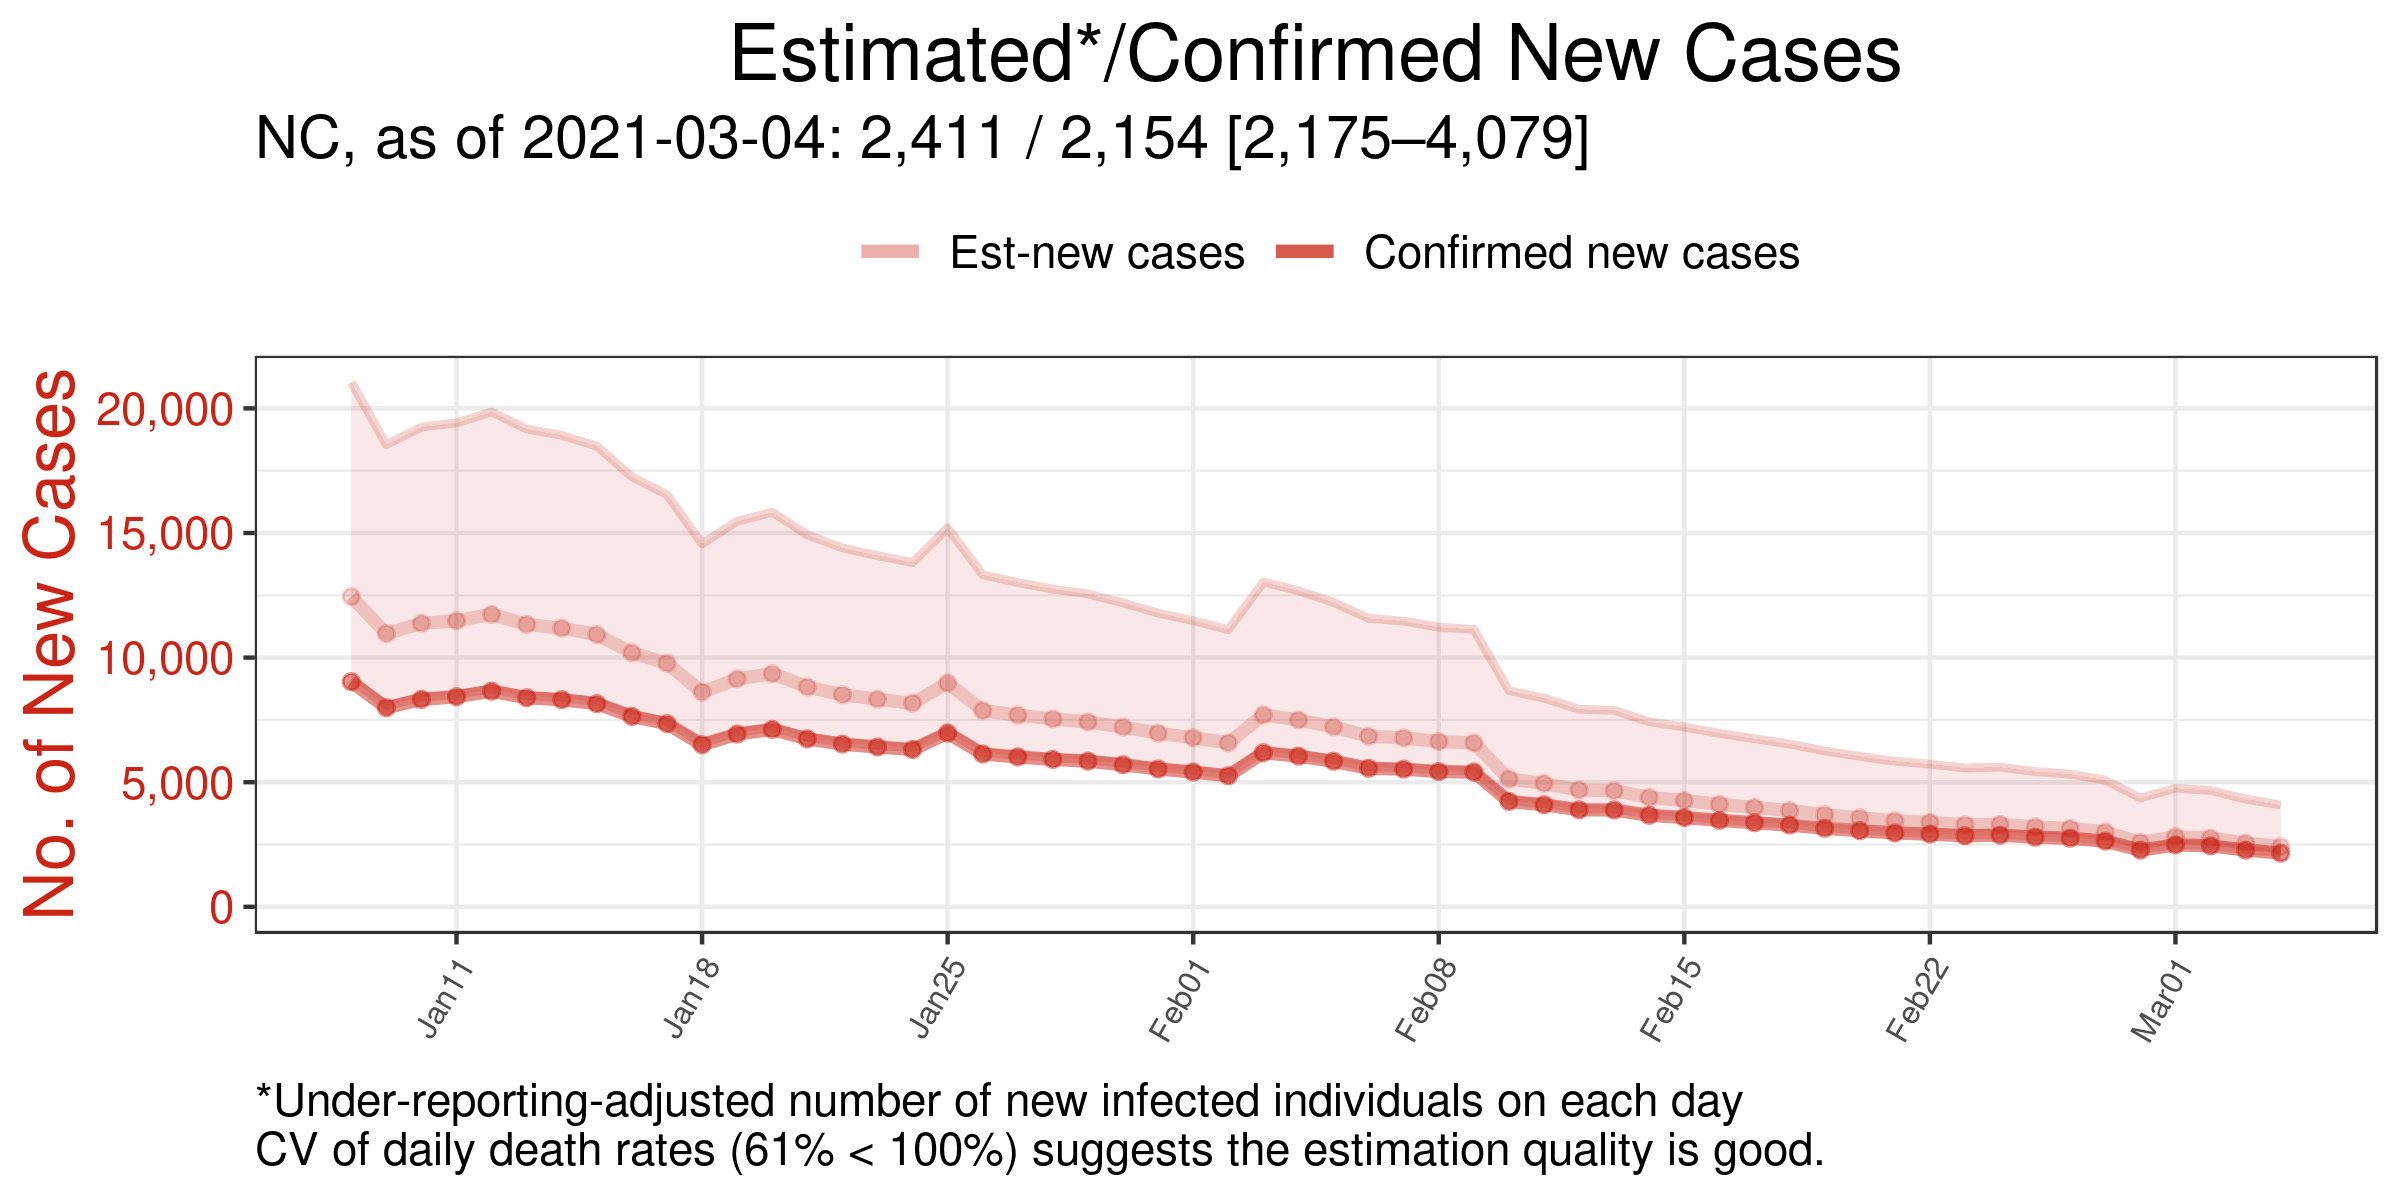 Estimated*/Confirmed New Cases
NC, as of 2021-03-04: 2,411 / 2,154 [2,175–4,079]
Est-new cases
Confirmed new cases
No. of New Cases
20,000
15,000
10,000
5,000
0
Jan11
Jan18
Jan25
Feb01
Feb08
Feb15
Feb22
Mar01
*Under-reporting-adjusted number of new infected individuals on each day
CV of daily death rates (61% < 100%) suggests the estimation quality is good.